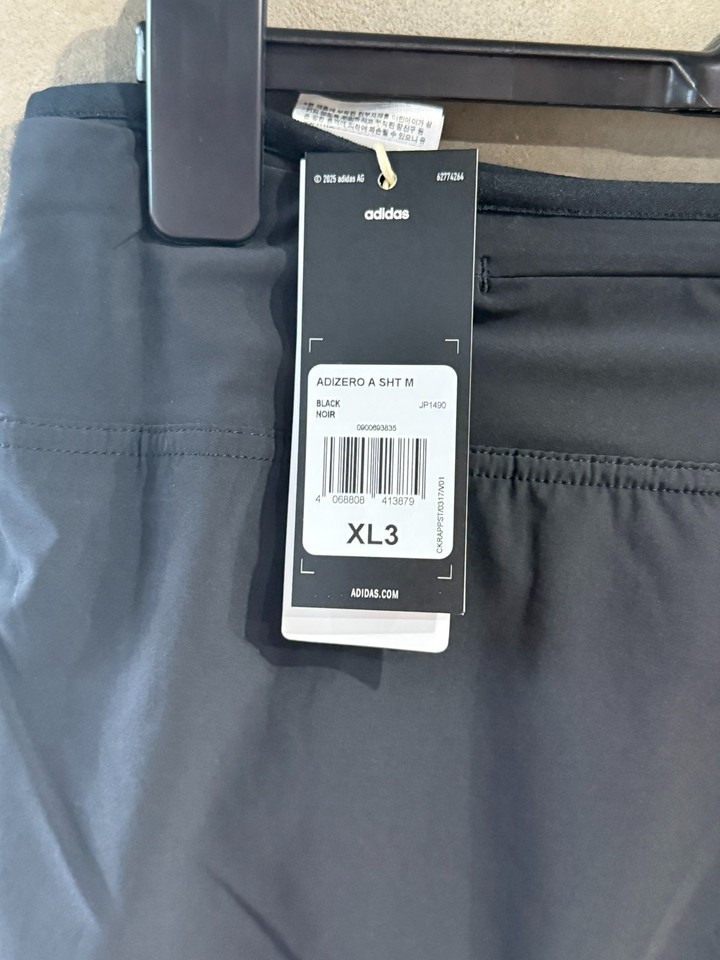 © 2025 adidas AG
62774264
adidas
ADIZERO A SHT M
BLACK
NOIR
JP1490
0900693835
4 068808 413879
XL3
CKRAPPST/0317/V01
ADIDAS.COM